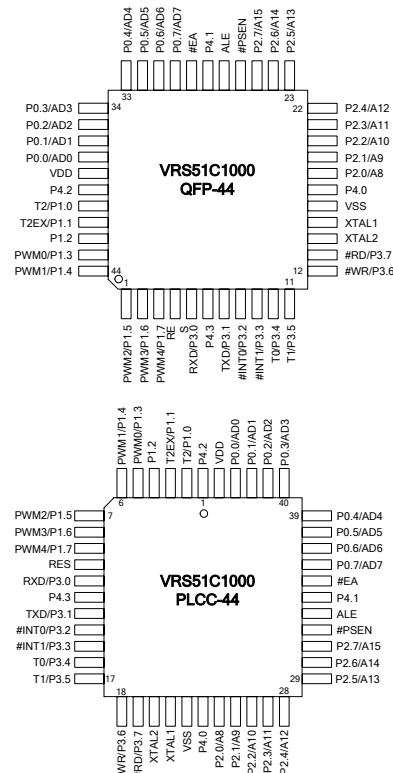 P0.4/AD4
P0.5/AD5
P0.6/AD6
P0.7/AD7
#EA
P4.1
ALE
#PSEN
P2.7/A15
P2.6/A14
P2.5/A13
33
23
P0.3/AD3
34
22
P2.4/A12
P0.2/AD2
P2.3/A11
P0.1/AD1
P2.2/A10
P0.0/AD0
P2.1/A9
VDD
P2.0/A8
P4.2
P4.0
T2/P1.0
VSS
T2EX/P1.1
XTAL1
P1.2
XTAL2
PWM0/P1.3
#RD/P3.7
PWM1/P1.4
44
12
#WR/P3.6
VRS51C1000
QFP-44
1
11
PWM2/P1.5
PWM3/P1.6
PWM4/P1.7
RE
S
RXD/P3.0
P4.3
TXD/P3.1
#INT0/P3.2
#INT1/P3.3
T0/P3.4
T1/P3.5
PWM1/P1.4
PWM0/P1.3
P1.2
T2EX/P1.1
T2/P1.0
P4.2
VDD
P0.0/AD0
P0.1/AD1
P0.2/AD2
P0.3/AD3
6
1
40
PWM2/P1.5
7
39
P0.4/AD4
PWM3/P1.6
P0.5/AD5
PWM4/P1.7
P0.6/AD6
RES
P0.7/AD7
RXD/P3.0
#EA
P4.3
P4.1
TXD/P3.1
ALE
#INT0/P3.2
#PSEN
#INT1/P3.3
P2.7/A15
T0/P3.4
P2.6/A14
T1/P3.5
17
29
P2.5/A13
VRS51C1000
PLCC-44
18
28
WR/P3.6
RD/P3.7
XTAL2
XTAL1
VSS
P4.0
P2.0/A8
P2.1/A9
P2.2/A10
P2.3/A11
P2.4/A12